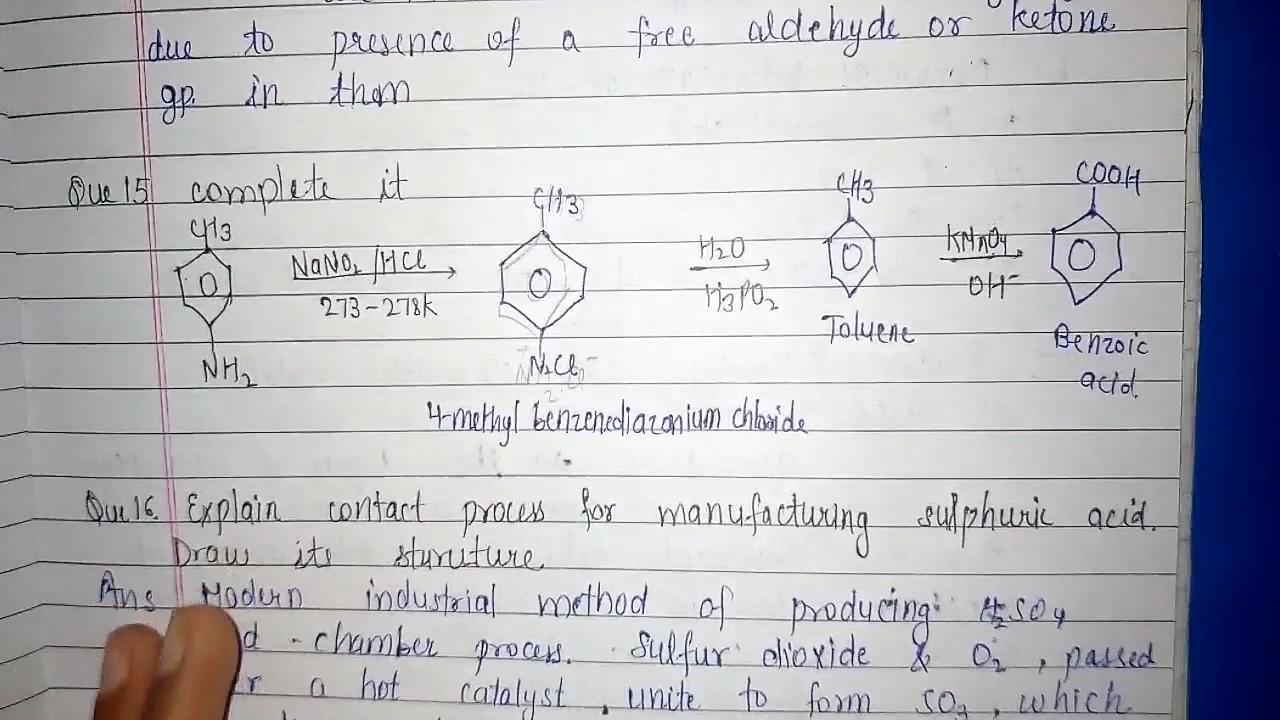 due to presence of a free aldehyde or ketone
gp. in them
Que 15 complete it
CH3 NaNO2/HCl 273-278K CH3 H2O H3PO2 CH3 KMnO4 OH- COOH
NH2 Toluene Benzoic acid
4-methyl benzenediazonium chloride
Que 16. Explain contact process for manufacturing sulphuric acid.
Draw its sturuture
Ans Modern industrial method of producing H2SO4
d - chamber process. Sulfur dioxide & O2, passed
r a hot catalyst, unite to form SO3, which